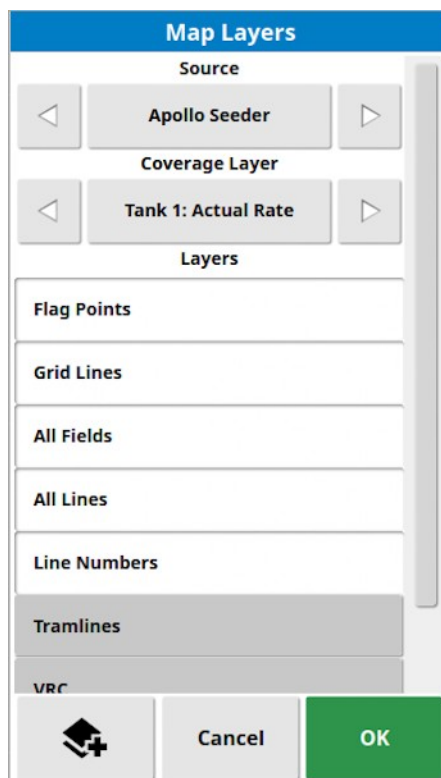 Map Layers
Source
Apollo Seeder
Coverage Layer
Tank 1: Actual Rate
Layers
Flag Points
Grid Lines
All Fields
All Lines
Line Numbers
Tramlines
VRC
Cancel
OK